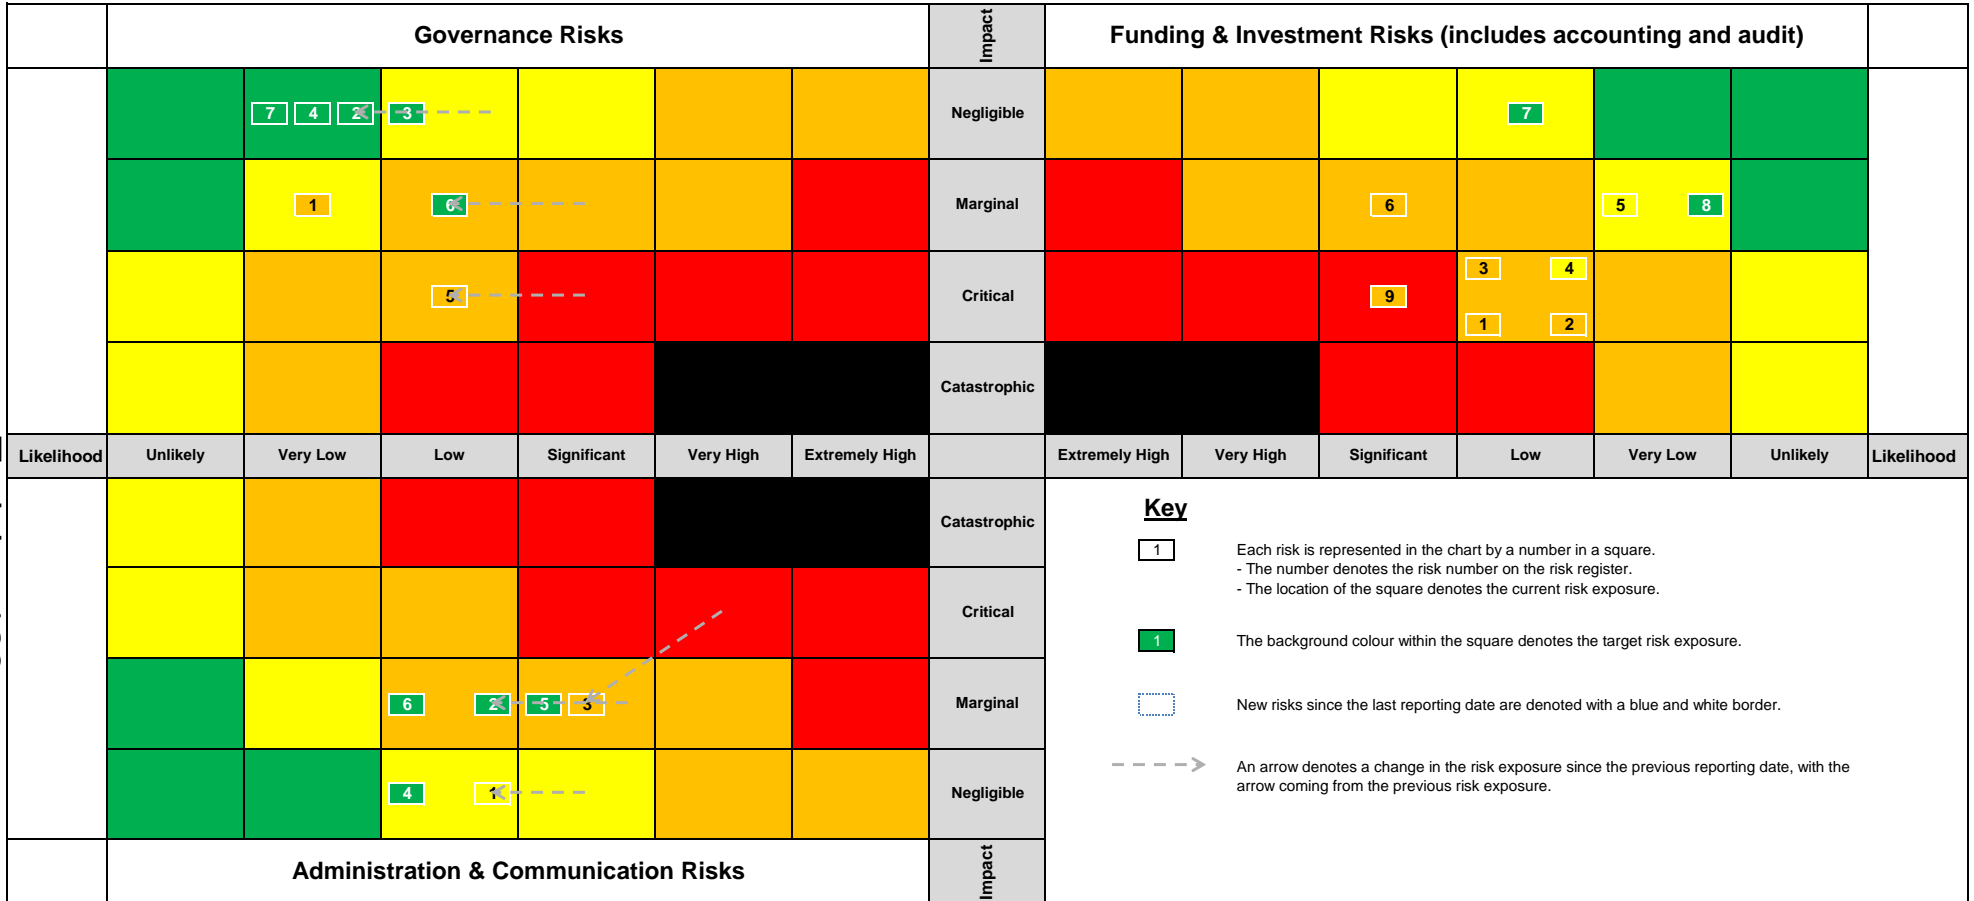 Governance Risks
Impact
Funding & Investment Risks (includes accounting and audit)
7 4 2 3
Negligible
7
1 6
Marginal
6 5 8
5
Critical
3 4
9
1 2
Catastrophic
Likelihood Unlikely Very Low Low Significant Very High Extremely High
Extremely High Very High Significant Low Very Low Unlikely Likelihood
Catastrophic
Critical
6 2 5 3
Marginal
4 1
Negligible
Administration & Communication Risks
Impact
Key
1
Each risk is represented in the chart by a number in a square.
- The number denotes the risk number on the risk register.
- The location of the square denotes the current risk exposure.
1
The background colour within the square denotes the target risk exposure.
New risks since the last reporting date are denoted with a blue and white border.
An arrow denotes a change in the risk exposure since the previous reporting date, with the
arrow coming from the previous risk exposure.